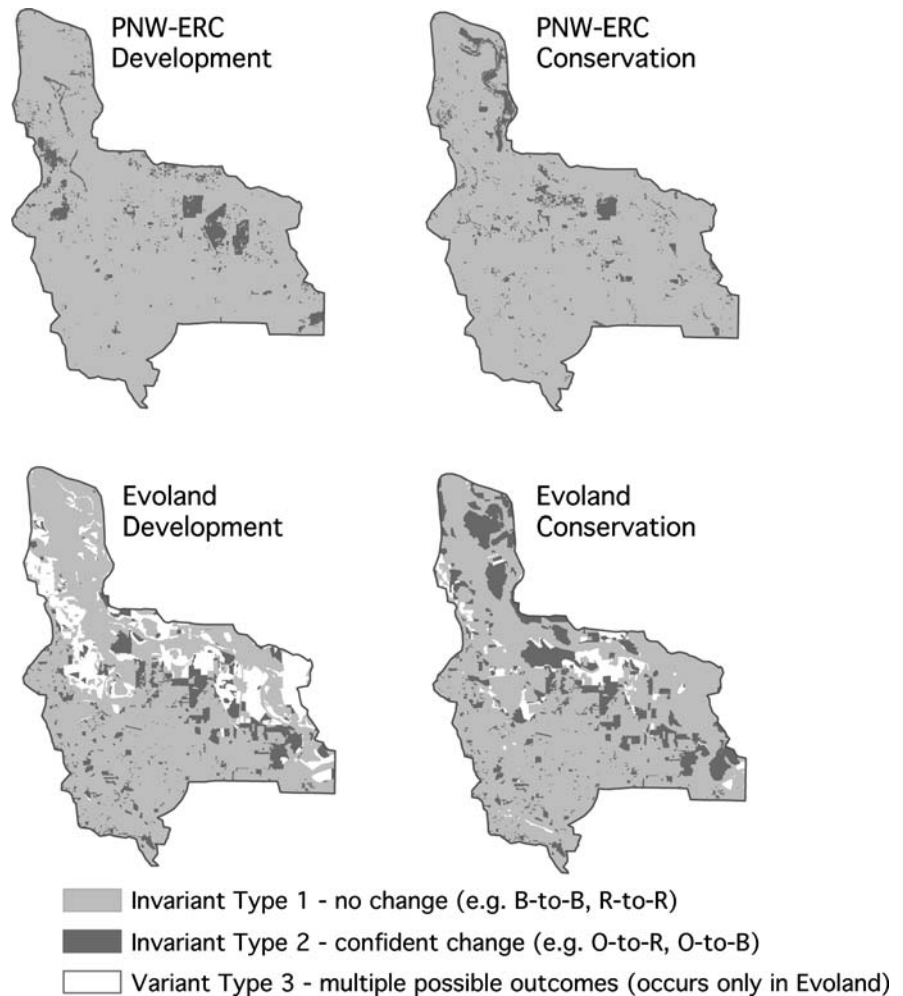 PNW-ERC
Development
PNW-ERC
Conservation
Evoland
Development
Evoland
Conservation
Invariant Type 1 - no change (e.g. B-to-B, R-to-R)
Invariant Type 2 - confident change (e.g. O-to-R, O-to-B)
Variant Type 3 - multiple possible outcomes (occurs only in Evoland)